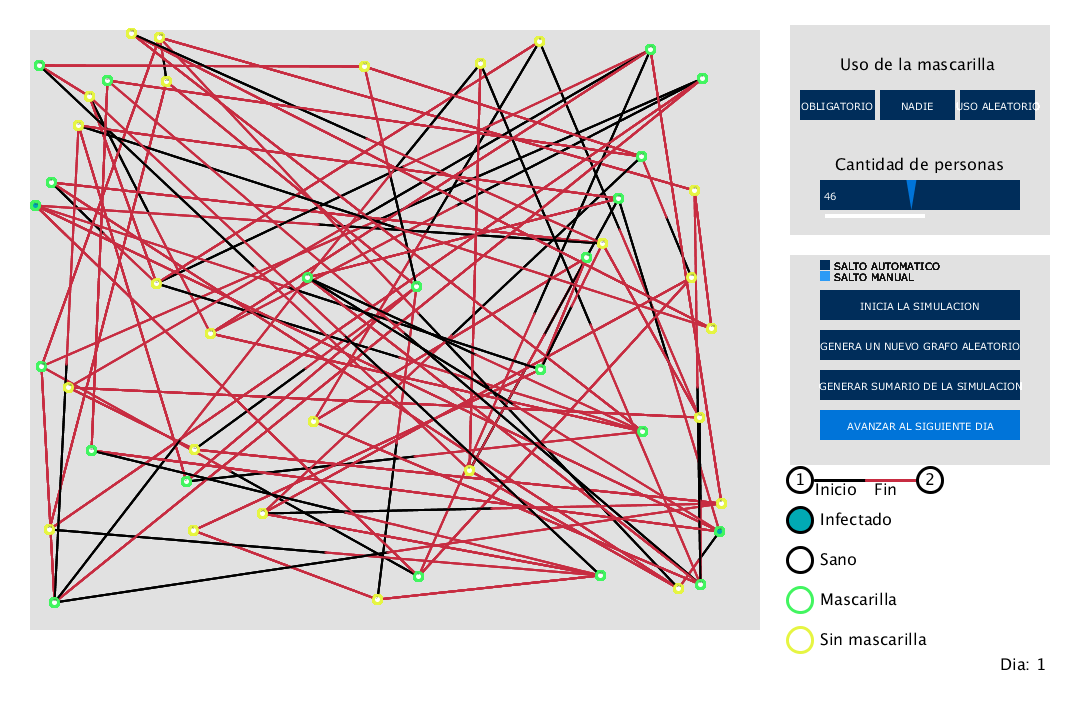 Uso de la mascarilla
OBLIGATORIO NADIE USO ALEATORIO
Cantidad de personas
46
SALTO AUTOMATICO
SALTO MANUAL
INICIA LA SIMULACION
GENERA UN NUEVO GRAFO ALEATORIO
GENERAR SUMARIO DE LA SIMULACION
AVANZAR AL SIGUIENTE DIA
1 Inicio Fin 2
Infectado
Sano
Mascarilla
Sin mascarilla
Dia: 1